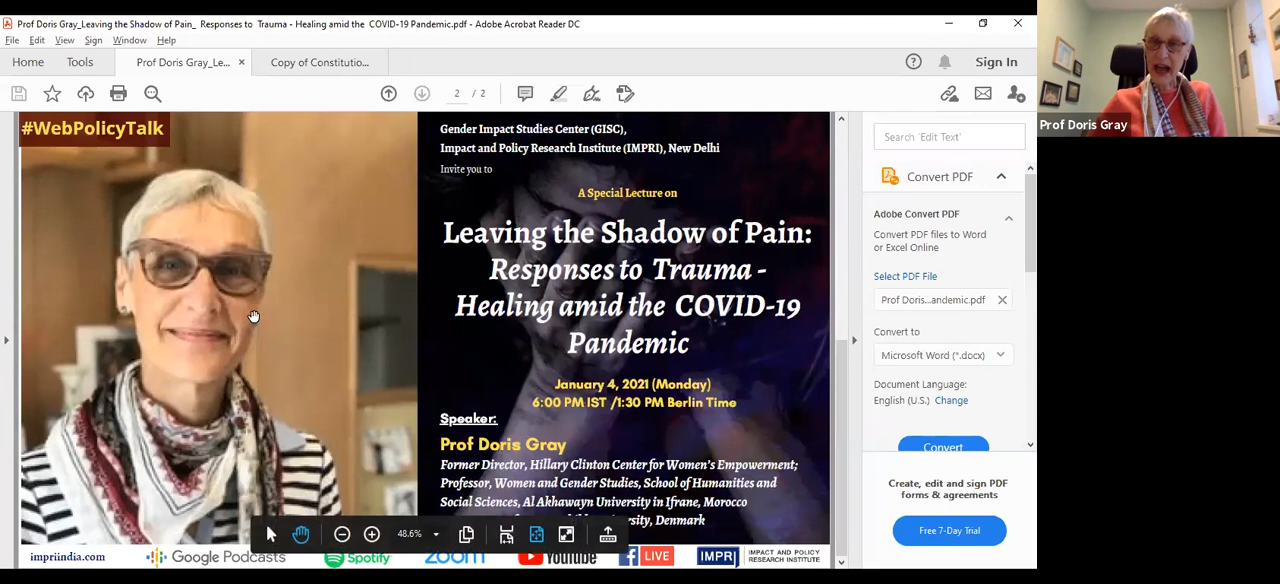 Prof Doris Gray_Leaving the Shadow of Pain_ Responses to Trauma - Healing amid the COVID-19 Pandemic.pdf - Adobe Acrobat Reader DC
File Edit View Sign Window Help
Home Tools Prof Doris Gray_Le... × Copy of Constitutio... Sign In
2 / 2
#WebPolicyTalk
Gender Impact Studies Center (GISC),
Impact and Policy Research Institute (IMPRI), New Delhi
Invite you to
A Special Lecture on
Leaving the Shadow of Pain:
Responses to Trauma -
Healing amid the COVID-19
Pandemic
January 4, 2021 (Monday)
6:00 PM IST /1:30 PM Berlin Time
Speaker:
Prof Doris Gray
Former Director, Hillary Clinton Center for Women's Empowerment;
Professor, Women and Gender Studies, School of Humanities and
Social Sciences, Al Akhawayn University in Ifrane, Morocco
Denmark
48.6%
impriindia.com Google Podcasts Spotify zoom YouTube LIVE IMPRI IMPACT AND POLICY
RESEARCH INSTITUTE
Search 'Edit Text'
Convert PDF
Adobe Convert PDF
Convert PDF files to Word
or Excel Online
Select PDF File
Prof Doris...andemic.pdf
Convert to
Microsoft Word (*.docx)
Document Language:
English (U.S.) Change
Convert
Create, edit and sign PDF
forms & agreements
Free 7-Day Trial
Prof Doris Gray